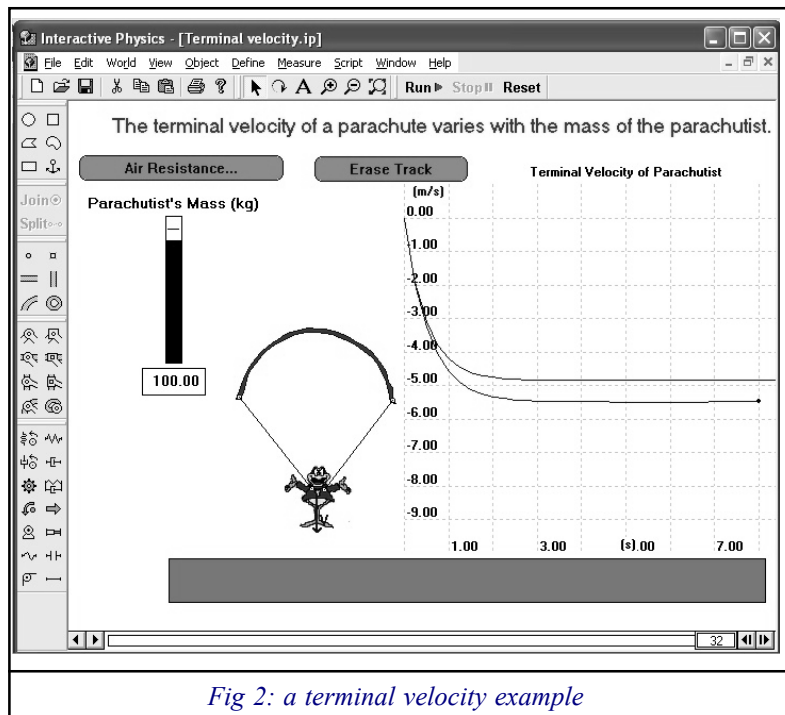 Interactive Physics - [Terminal velocity.ip]
File Edit World View Object Define Measure Script Window Help
Run Stop Reset
The terminal velocity of a parachute varies with the mass of the parachutist.
Air Resistance...
Erase Track
Join
Split
Parachutist's Mass (kg)
100.00
Terminal Velocity of Parachutist
(m/s)
0.00
-1.00
-2.00
-3.00
-4.00
-5.00
-6.00
-7.00
-8.00
-9.00
1.00 3.00 (s).00 7.00
V
32
Fig 2: a terminal velocity example